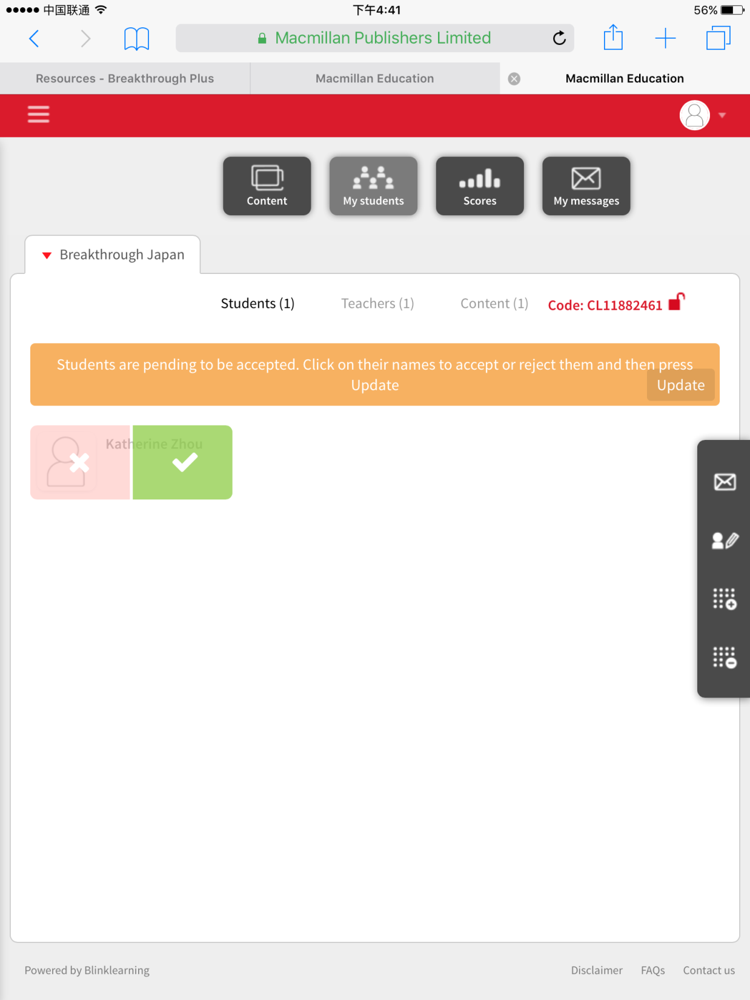 中国联通
下午4:41
56%
Macmillan Publishers Limited
Resources - Breakthrough Plus
Macmillan Education
Macmillan Education
Content
My students
Scores
My messages
Breakthrough Japan
Students (1)
Teachers (1)
Content (1)
Code: CL11882461
Students are pending to be accepted. Click on their names to accept or reject them and then press
Update
Update
Katherine Zhou
Powered by Blinklearning
Disclaimer
FAQs
Contact us